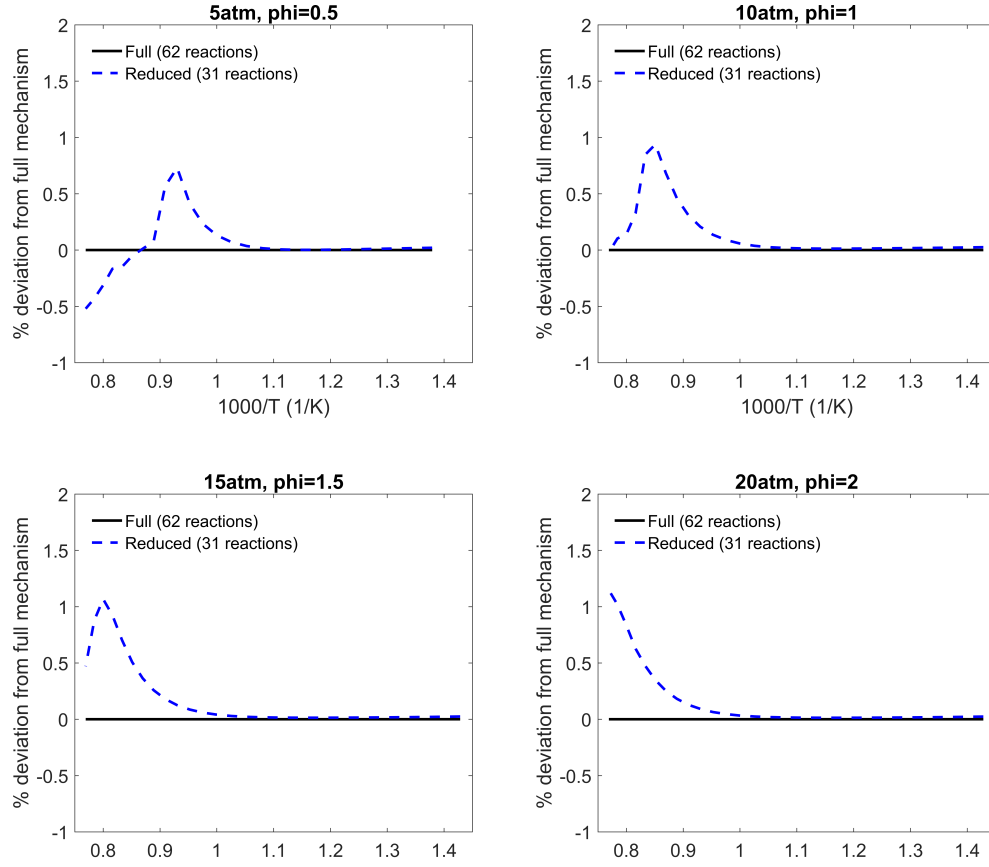 5atm, phi=0.5
% deviation from full mechanism
2
1.5
1
0.5
0
-0.5
-1
Full (62 reactions)
Reduced (31 reactions)
0.8 0.9 1 1.1 1.2 1.3 1.4
1000/T (1/K)
10atm, phi=1
% deviation from full mechanism
2
1.5
1
0.5
0
-0.5
-1
Full (62 reactions)
Reduced (31 reactions)
0.8 0.9 1 1.1 1.2 1.3 1.4
1000/T (1/K)
15atm, phi=1.5
% deviation from full mechanism
2
1.5
1
0.5
0
-0.5
-1
Full (62 reactions)
Reduced (31 reactions)
0.8 0.9 1 1.1 1.2 1.3 1.4
20atm, phi=2
% deviation from full mechanism
2
1.5
1
0.5
0
-0.5
-1
Full (62 reactions)
Reduced (31 reactions)
0.8 0.9 1 1.1 1.2 1.3 1.4